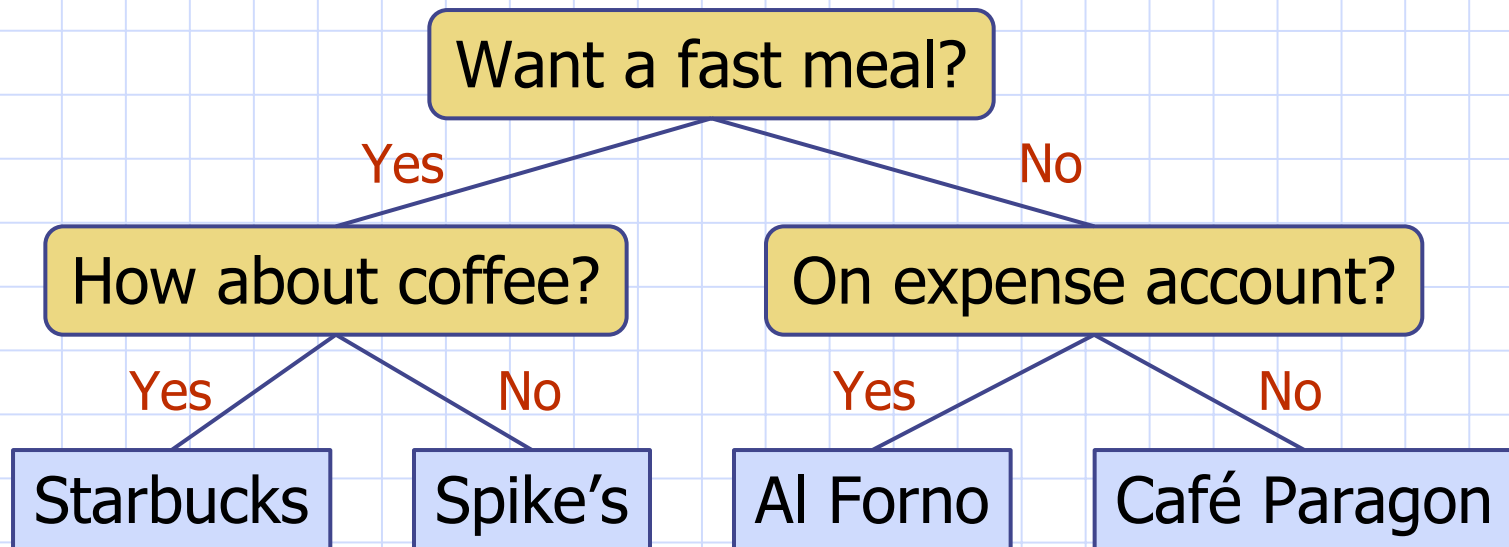 Want a fast meal?
Yes
No
How about coffee?
On expense account?
Yes
No
Yes
No
Starbucks
Spike’s
Al Forno
Café Paragon